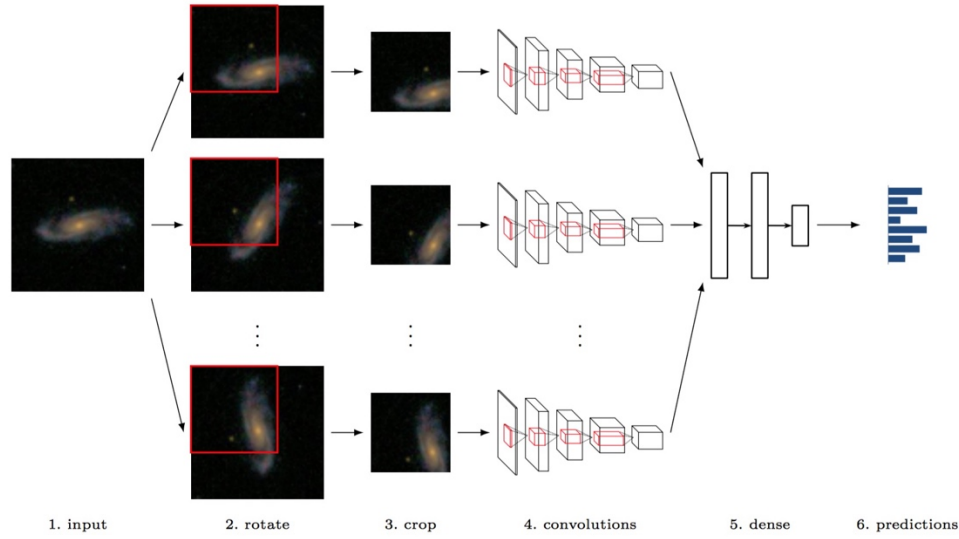 1. input 2. rotate 3. crop 4. convolutions 5. dense 6. predictions